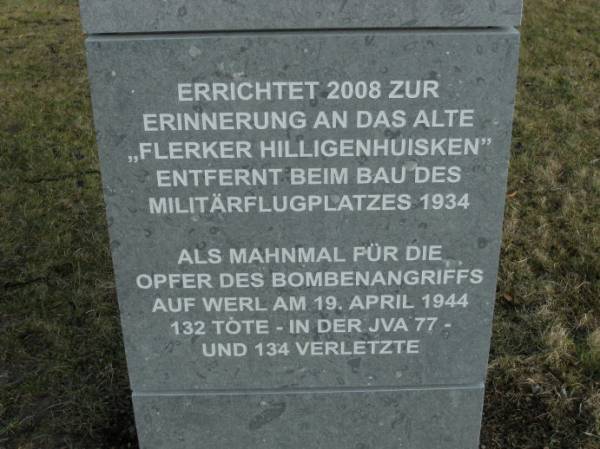 ERRICHTET 2008 ZUR
ERINNERUNG AN DAS ALTE
„FLERKER HILLIGENHUISKEN”
ENTFERNT BEIM BAU DES
MILITÄRFLUGPLATZES 1934
ALS MAHNMAL FÜR DIE
OPFER DES BOMBENANGRIFFS
AUF WERL AM 19. APRIL 1944
132 TOTE - IN DER JVA 77 -
UND 134 VERLETZTE